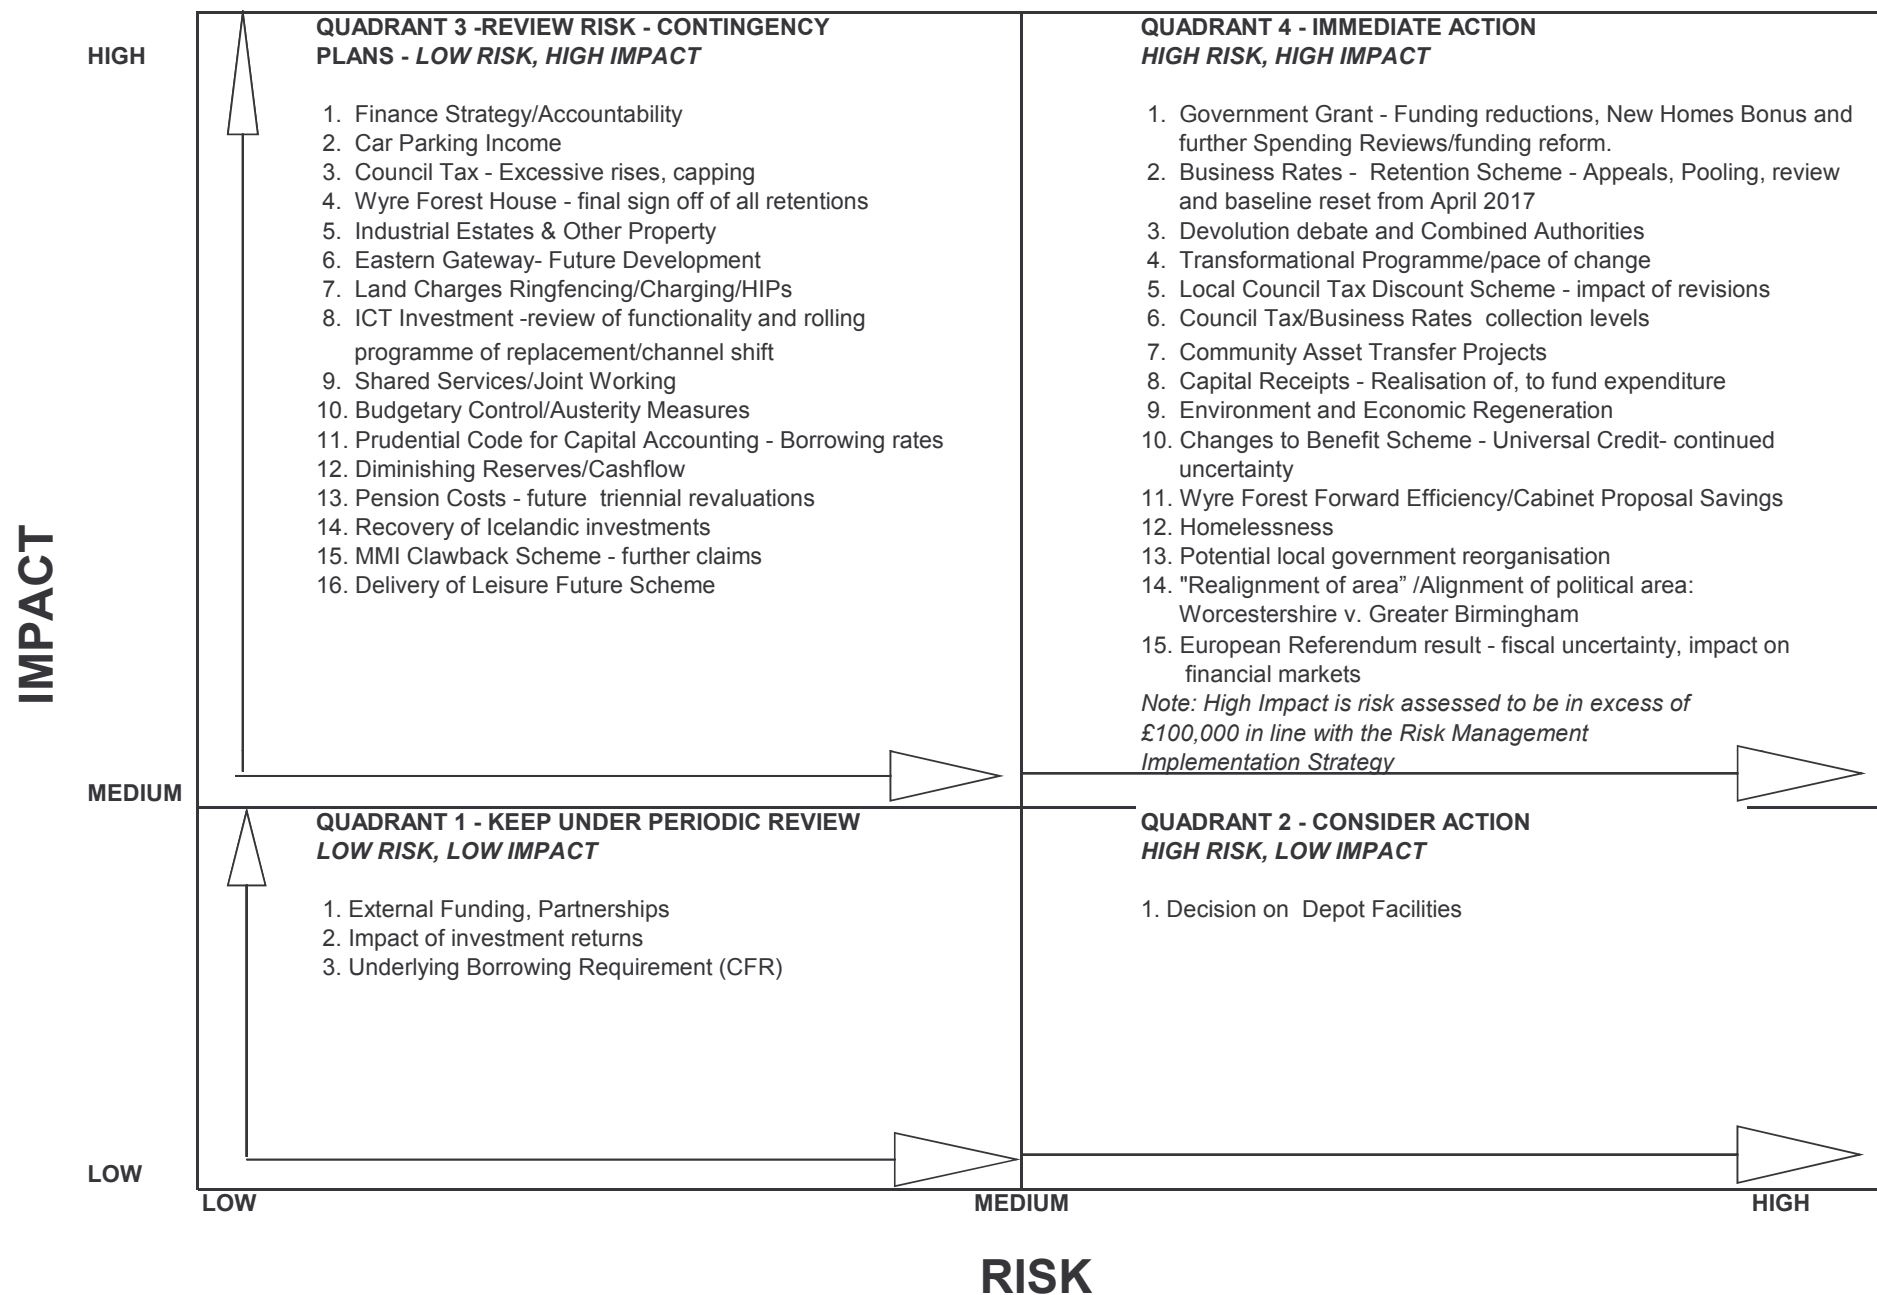 QUADRANT 3 -REVIEW RISK - CONTINGENCY
PLANS - LOW RISK, HIGH IMPACT
1. Finance Strategy/Accountability
2. Car Parking Income
3. Council Tax - Excessive rises, capping
4. Wyre Forest House - final sign off of all retentions
5. Industrial Estates & Other Property
6. Eastern Gateway- Future Development
7. Land Charges Ringfencing/Charging/HIPs
8. ICT Investment -review of functionality and rolling
programme of replacement/channel shift
9. Shared Services/Joint Working
10. Budgetary Control/Austerity Measures
11. Prudential Code for Capital Accounting - Borrowing rates
12. Diminishing Reserves/Cashflow
13. Pension Costs - future triennial revaluations
14. Recovery of Icelandic investments
15. MMI Clawback Scheme - further claims
16. Delivery of Leisure Future Scheme
QUADRANT 4 - IMMEDIATE ACTION
HIGH RISK, HIGH IMPACT
1. Government Grant - Funding reductions, New Homes Bonus and
further Spending Reviews/funding reform.
2. Business Rates - Retention Scheme - Appeals, Pooling, review
and baseline reset from April 2017
3. Devolution debate and Combined Authorities
4. Transformational Programme/pace of change
5. Local Council Tax Discount Scheme - impact of revisions
6. Council Tax/Business Rates collection levels
7. Community Asset Transfer Projects
8. Capital Receipts - Realisation of, to fund expenditure
9. Environment and Economic Regeneration
10. Changes to Benefit Scheme - Universal Credit- continued
uncertainty
11. Wyre Forest Forward Efficiency/Cabinet Proposal Savings
12. Homelessness
13. Potential local government reorganisation
14. "Realignment of area” /Alignment of political area:
Worcestershire v. Greater Birmingham
15. European Referendum result - fiscal uncertainty, impact on
financial markets
Note: High Impact is risk assessed to be in excess of
£100,000 in line with the Risk Management
Implementation Strategy
QUADRANT 1 - KEEP UNDER PERIODIC REVIEW
LOW RISK, LOW IMPACT
1. External Funding, Partnerships
2. Impact of investment returns
3. Underlying Borrowing Requirement (CFR)
QUADRANT 2 - CONSIDER ACTION
HIGH RISK, LOW IMPACT
1. Decision on Depot Facilities
IMPACT
HIGH
MEDIUM
LOW
LOW
MEDIUM
HIGH
RISK